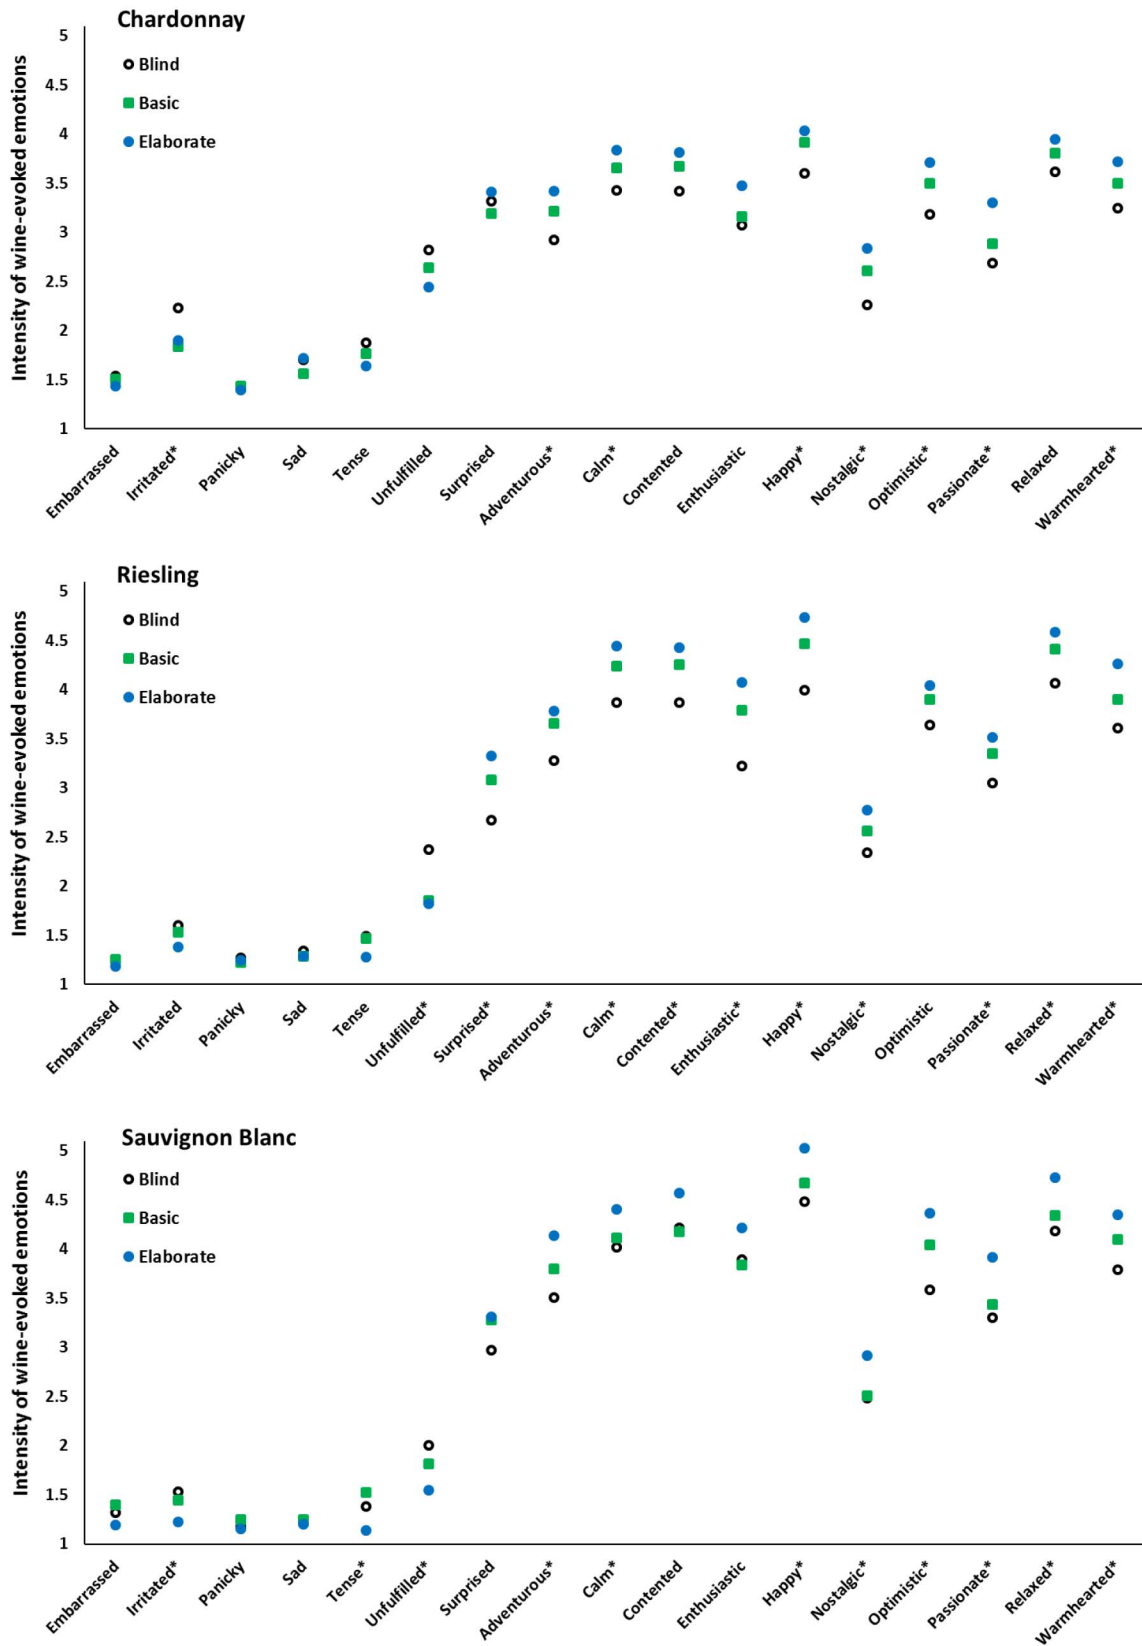 Chardonnay
Intensity of wine-evoked emotions
5
4.5
4
3.5
3
2.5
2
1.5
1
Blind
Basic
Elaborate
Embarrassed
Irritated*
Panicky
Sad
Tense
Unfulfilled
Surprised
Adventurous*
Calm*
Contented
Enthusiastic
Happy*
Nostalgic*
Optimistic*
Passionate*
Relaxed
Warmhearted*
Riesling
Intensity of wine-evoked emotions
5
4.5
4
3.5
3
2.5
2
1.5
1
Blind
Basic
Elaborate
Embarrassed
Irritated
Panicky
Sad
Tense
Unfulfilled*
Surprised*
Adventurous*
Calm*
Contented*
Enthusiastic*
Happy*
Nostalgic*
Optimistic
Passionate*
Relaxed*
Warmhearted*
Sauvignon Blanc
Intensity of wine-evoked emotions
5
4.5
4
3.5
3
2.5
2
1.5
1
Blind
Basic
Elaborate
Embarrassed
Irritated*
Panicky
Sad
Tense*
Unfulfilled*
Surprised
Adventurous*
Calm*
Contented
Enthusiastic
Happy*
Nostalgic*
Optimistic*
Passionate*
Relaxed*
Warmhearted*